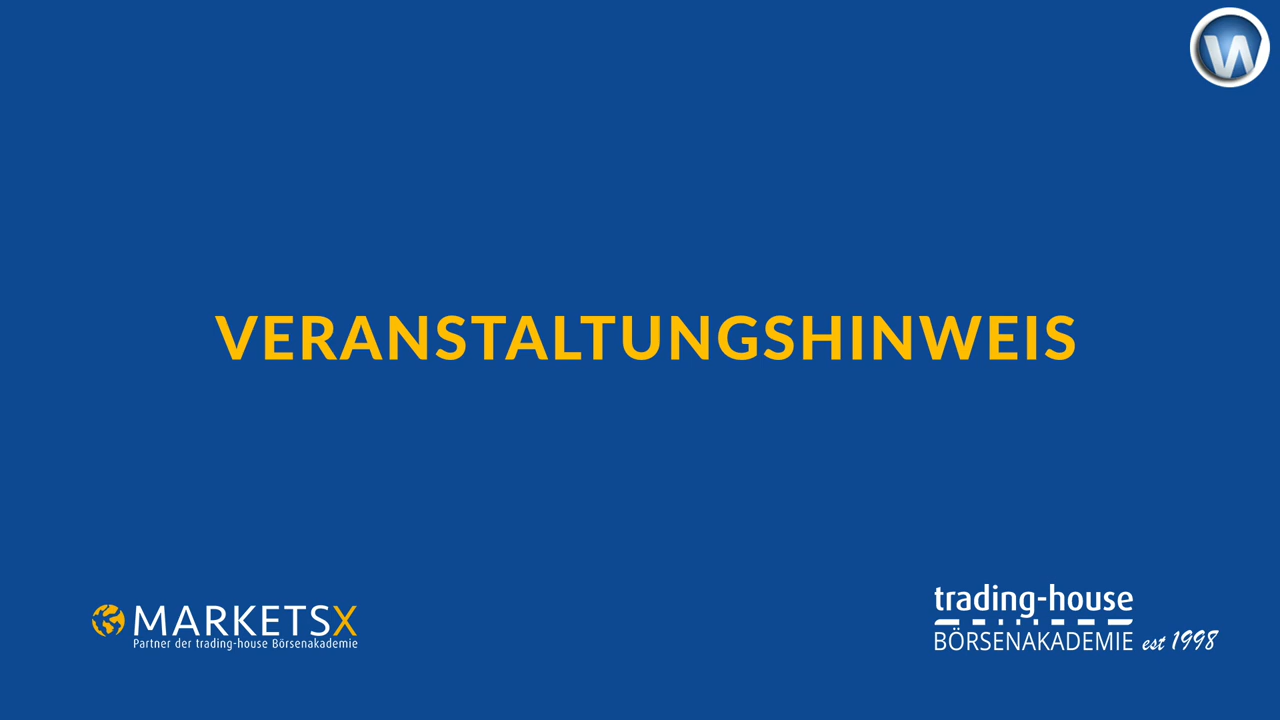 W
VERANSTALTUNGSHINWEIS
MARKETSX
Partner der trading-house Börsenakademie
trading-house
BÖRSENAKADEMIE est 1998